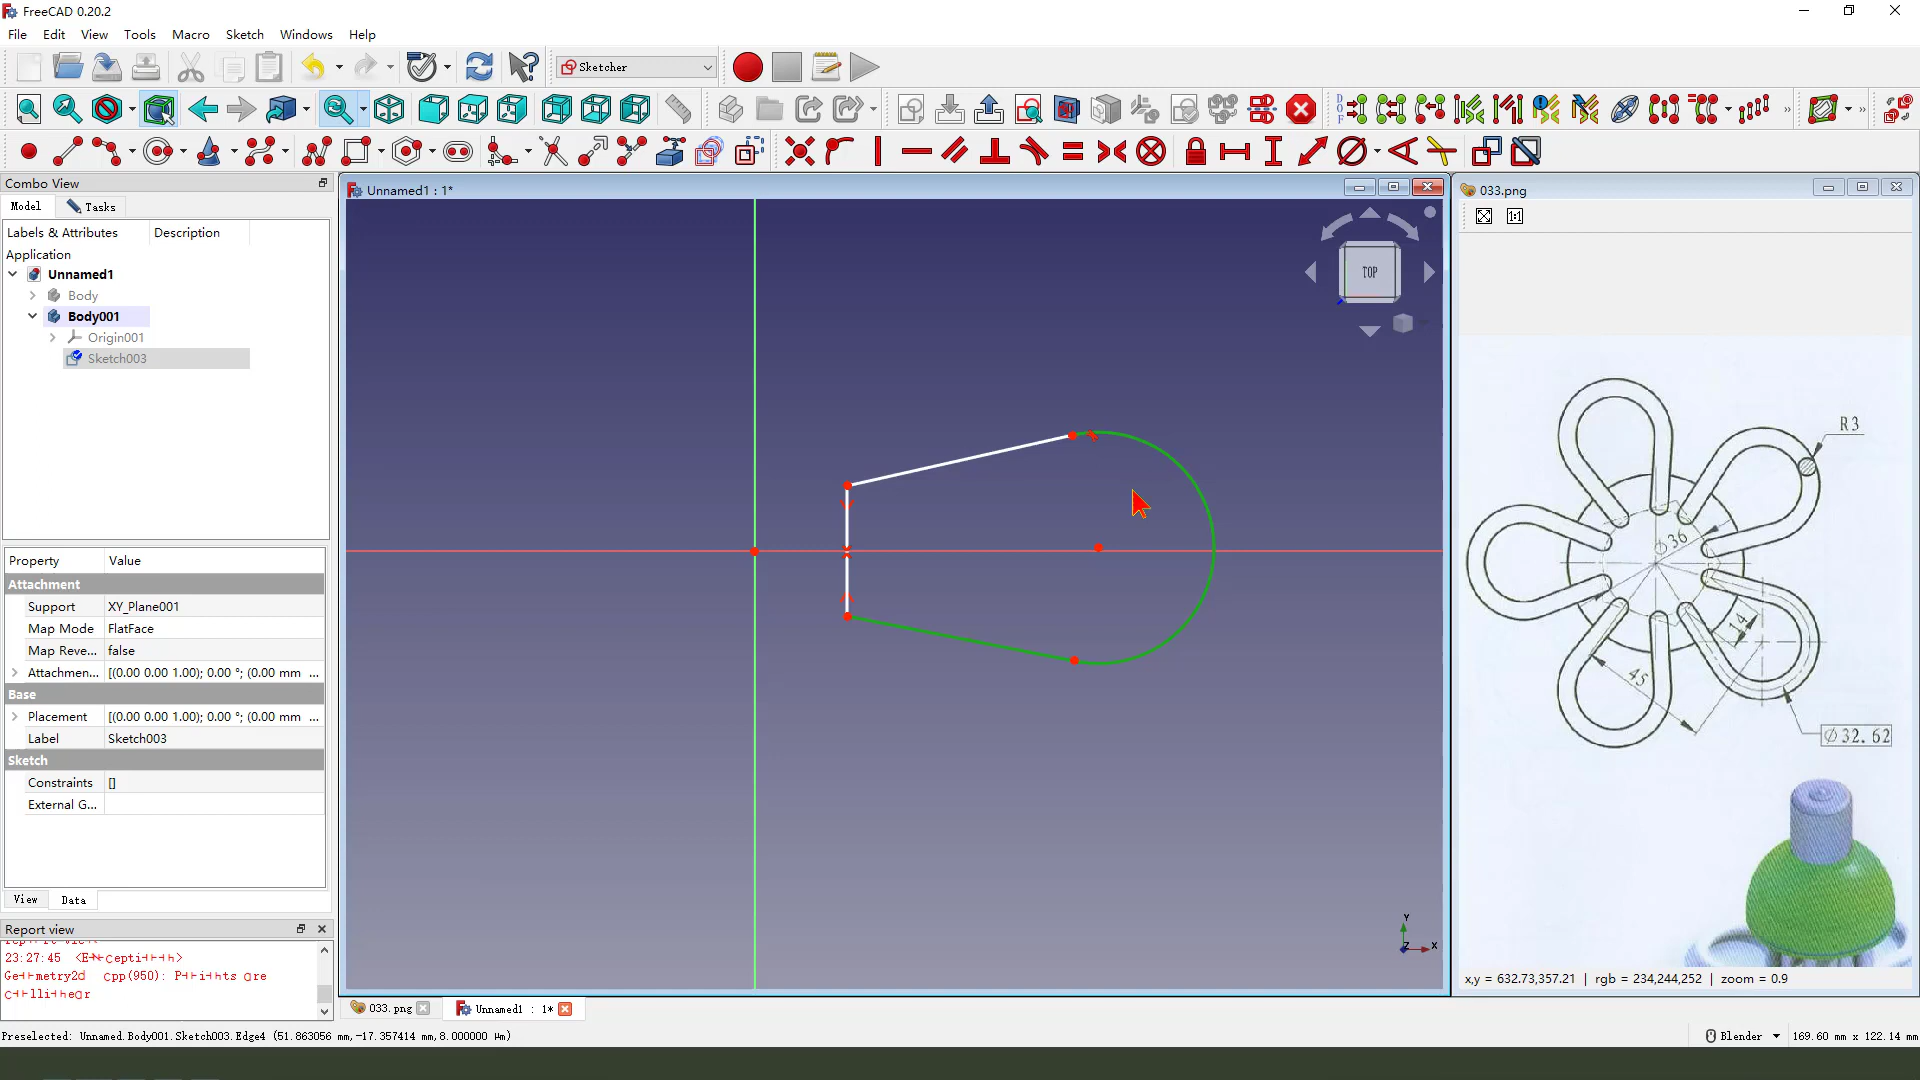 FreeCAD 0.20.2
File Edit View Tools Macro Sketch Windows Help
Sketcher
Combo View
Model Tasks
Labels & Attributes Description
Application
Unnamed1
Body
Body001
Origin001
Sketch003
Property Value
Attachment
Support XY_Plane001
Map Mode FlatFace
Map Reve... false
Attachmen... [(0.00 0.00 1.00); 0.00 °; (0.00 mm ...
Base
Placement [(0.00 0.00 1.00); 0.00 °; (0.00 mm ...
Label Sketch003
Sketch
Constraints []
External G...
View Data
Report view
23:27:45
Unnamed1 : 1*
TOP
Y
Z X
033.png
1:1
R3
∅36
14
45
∅32.62
x,y = 632.73,357.21 | rgb = 234,244,252 | zoom = 0.9
033.png Unnamed1 : 1*
Preselected: Unnamed.Body001.Sketch003.Edge4 (51.863056 mm,-17.357414 mm,8.000000 µm)
Blender 169.60 mm x 122.14 mm